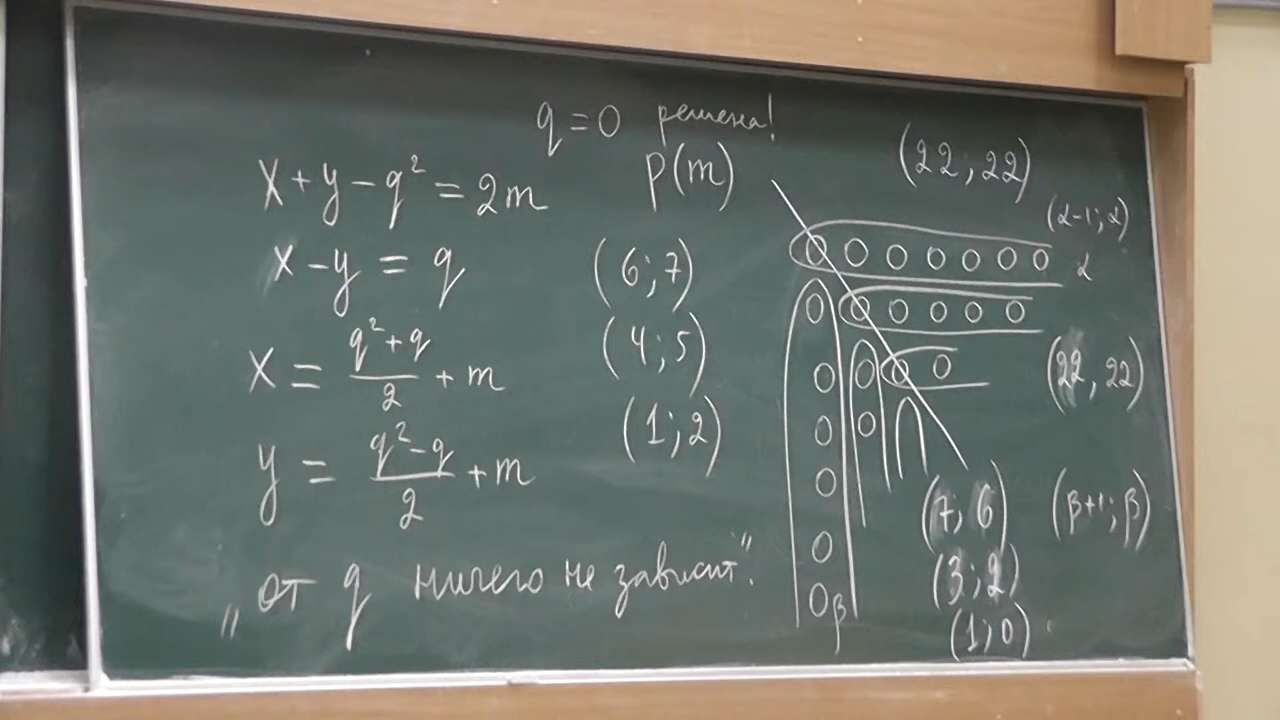 q = 0 решена!
x + y - q² = 2m
p(m)
(22, 22)
x - y = q
(6; 7)
(α-1; α)
α
x = (q² + q)/2 + m
(4; 5)
(22, 22)
y = (q² - q)/2 + m
(1; 2)
(7; 6)
(β+1; β)
„от q ничего не зависит".
(3; 2)
β
(1; 0)